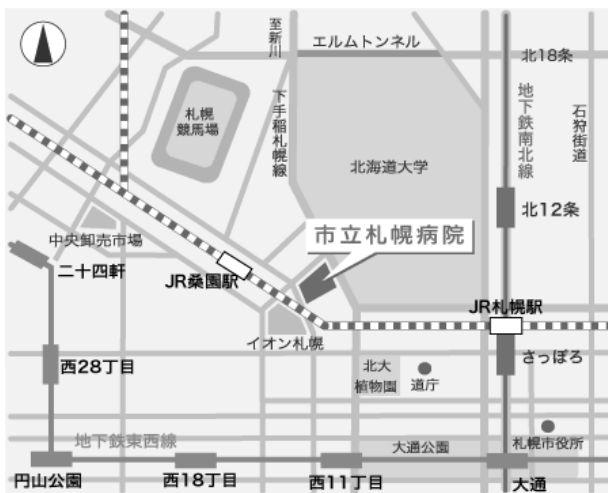 至新川
エルムトンネル
北18条
下手稲札幌線
地下鉄南北線
石狩街道
札幌
競馬場
北海道大学
北12条
市立札幌病院
中央卸売市場
二十四軒
JR桑園駅
JR札幌駅
イオン札幌
さっぽろ
西28丁目
北大
植物園
道庁
地下鉄東西線
大通公園
札幌市役所
円山公園
西18丁目
西11丁目
大通